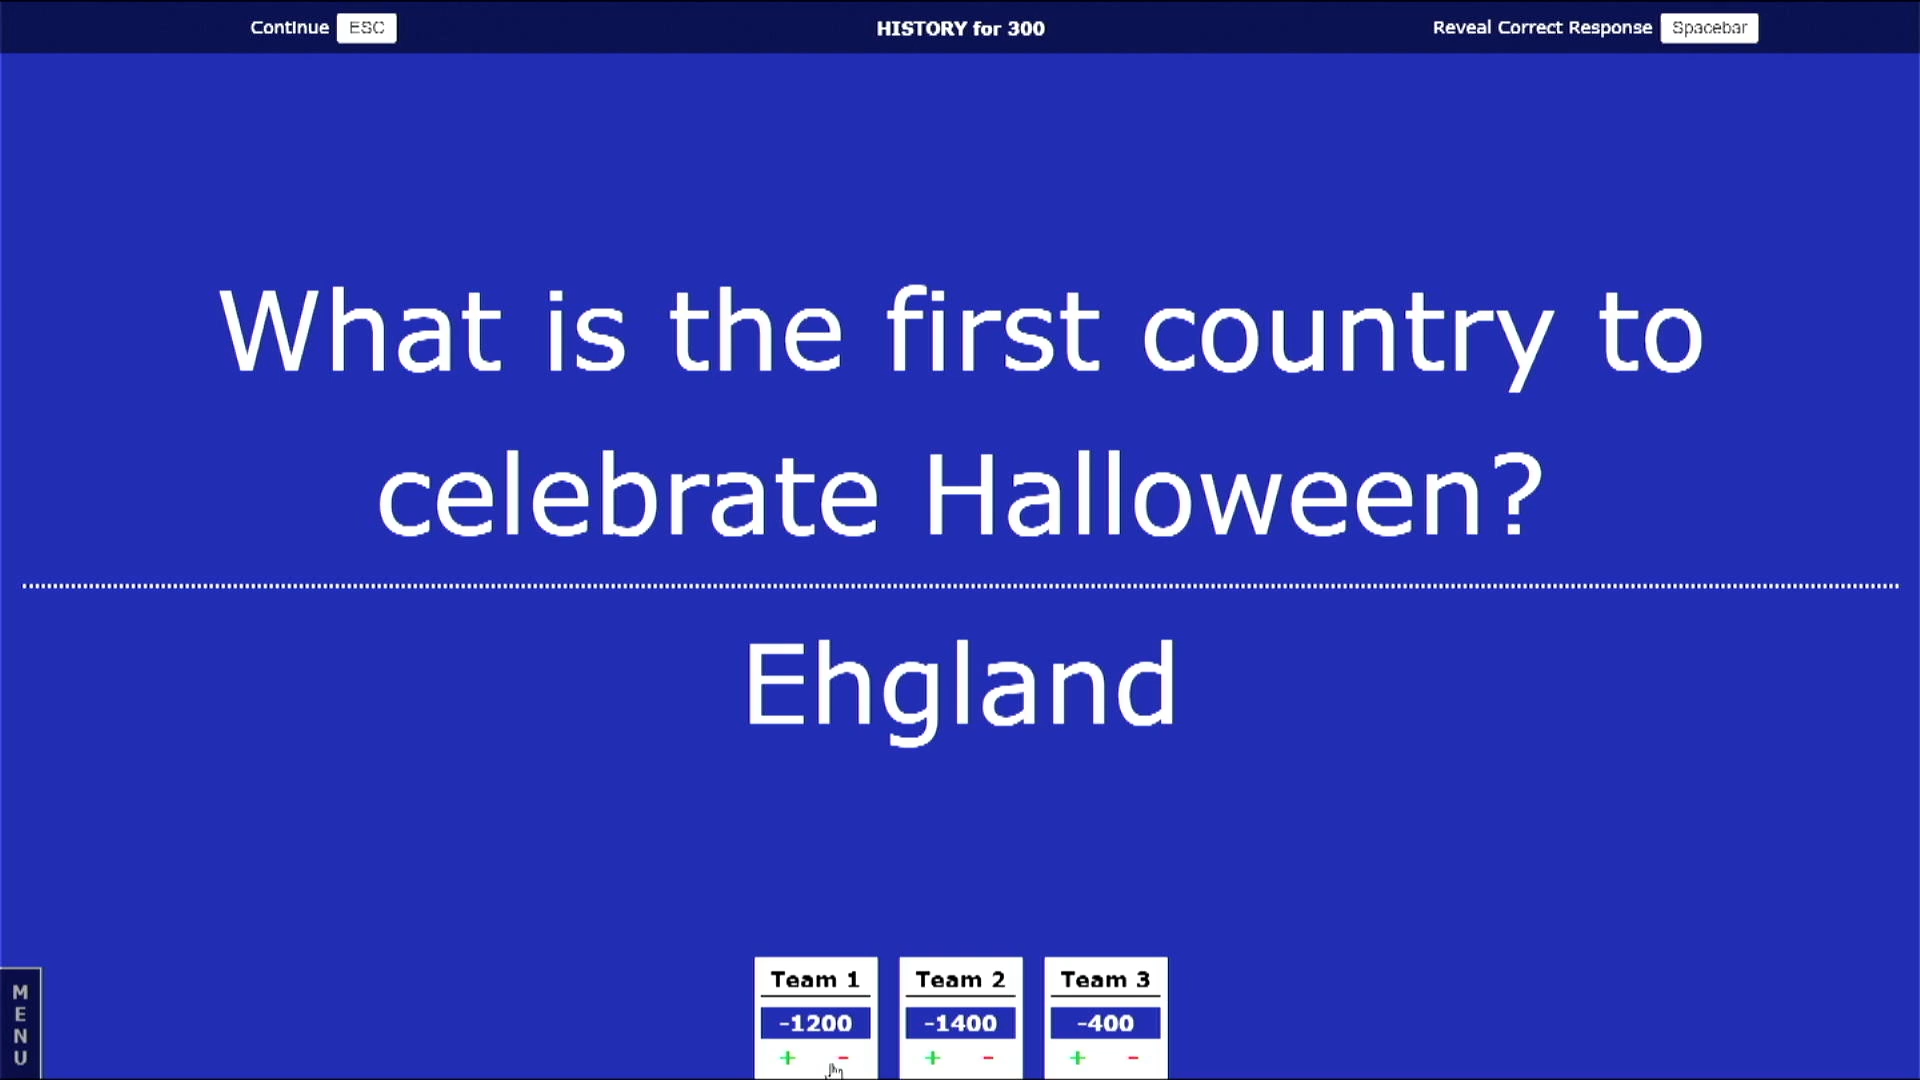 Continue ESC HISTORY for 300 Reveal Correct Response Spacebar
What is the first country to
celebrate Halloween?
Ehgland
MENU
Team 1 Team 2 Team 3
-1200 -1400 -400
+ - + - + -